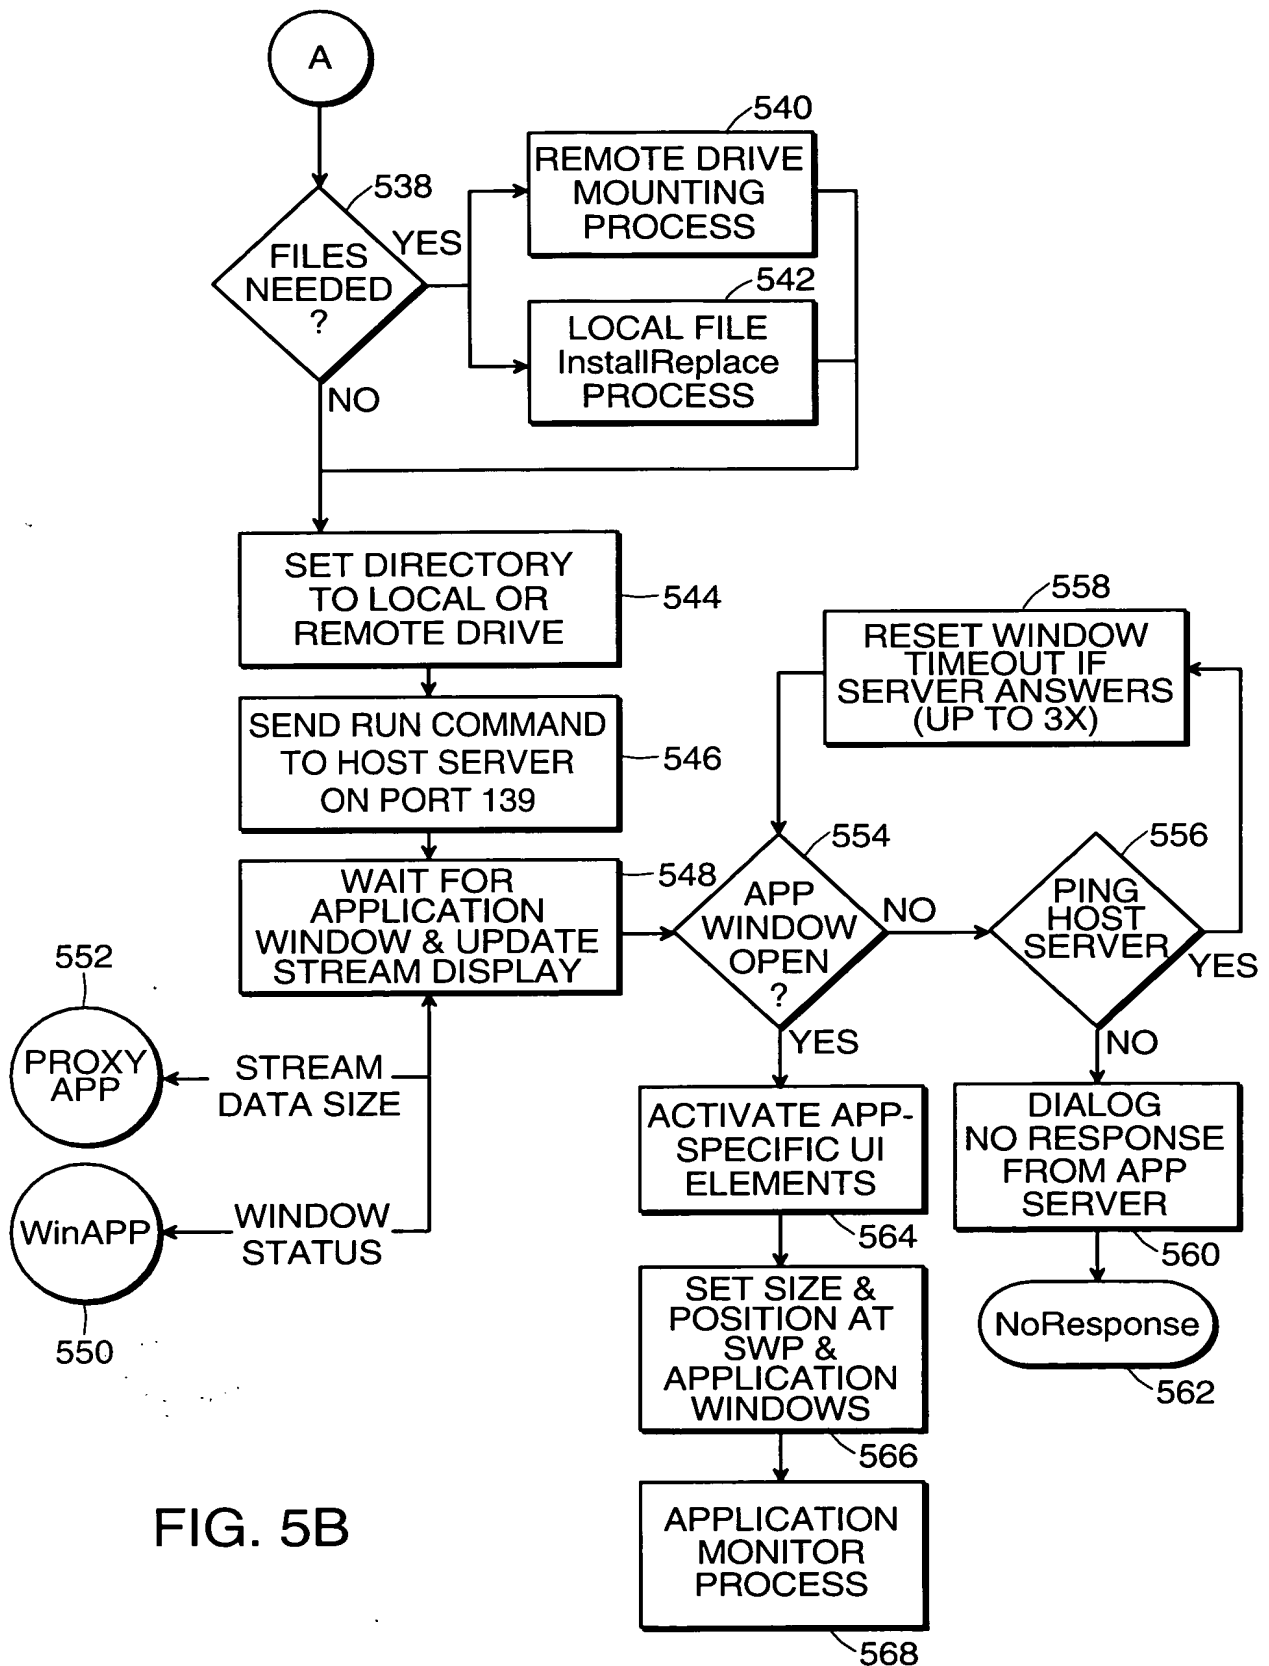 A
540
REMOTE DRIVE
MOUNTING
PROCESS
538
YES
FILES
NEEDED
?
542
LOCAL FILE
InstallReplace
PROCESS
NO
SET DIRECTORY
TO LOCAL OR
REMOTE DRIVE
544
558
RESET WINDOW
TIMEOUT IF
SERVER ANSWERS
(UP TO 3X)
SEND RUN COMMAND
TO HOST SERVER
ON PORT 139
546
554
556
WAIT FOR
APPLICATION
WINDOW & UPDATE
STREAM DISPLAY
548
APP
WINDOW
OPEN
?
NO
PING
HOST
SERVER
YES
552
PROXY
APP
STREAM
DATA SIZE
YES
NO
ACTIVATE APP-
SPECIFIC UI
ELEMENTS
564
DIALOG
NO RESPONSE
FROM APP
SERVER
560
WinAPP
WINDOW
STATUS
550
SET SIZE &
POSITION AT
SWP &
APPLICATION
WINDOWS
566
NoResponse
562
APPLICATION
MONITOR
PROCESS
568
FIG. 5B